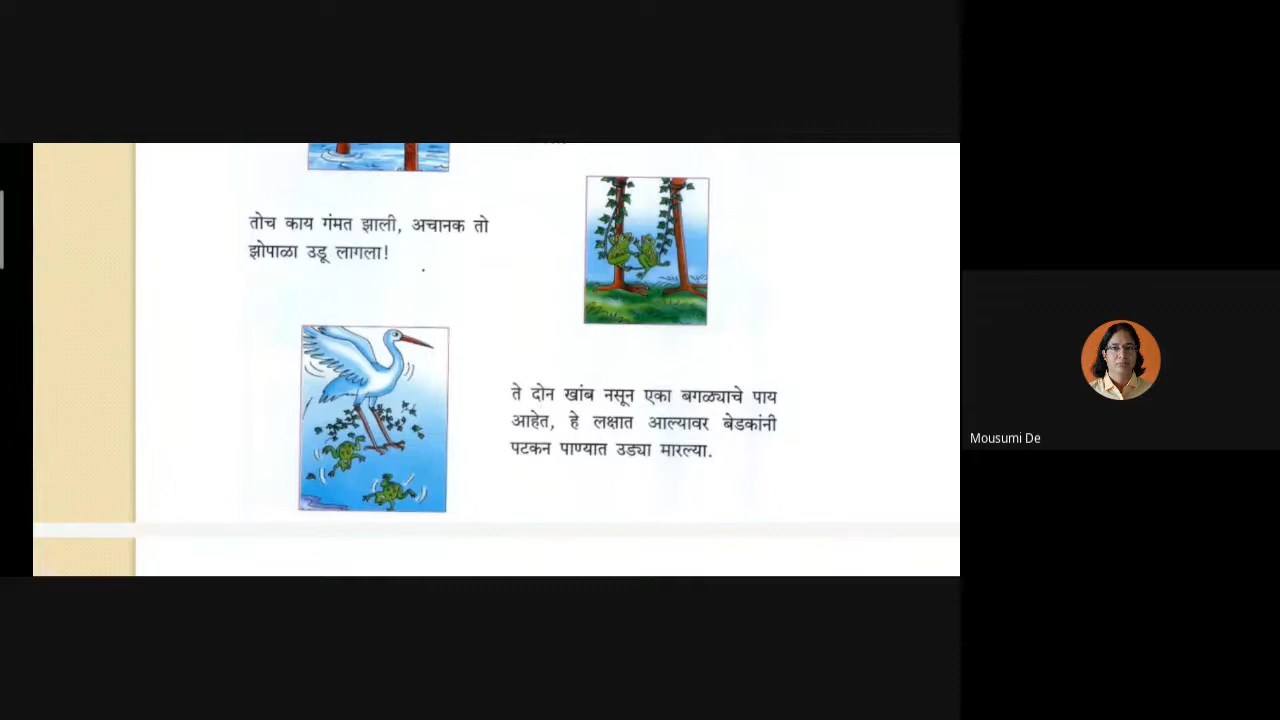 तोच काय गंमत झाली, अचानक तो
झोपाळा उडू लागला!
ते दोन खांब नसून एका बगळ्याचे पाय
आहेत, हे लक्षात आल्यावर बेडकांनी
पटकन पाण्यात उड्या मारल्या.
Mousumi De